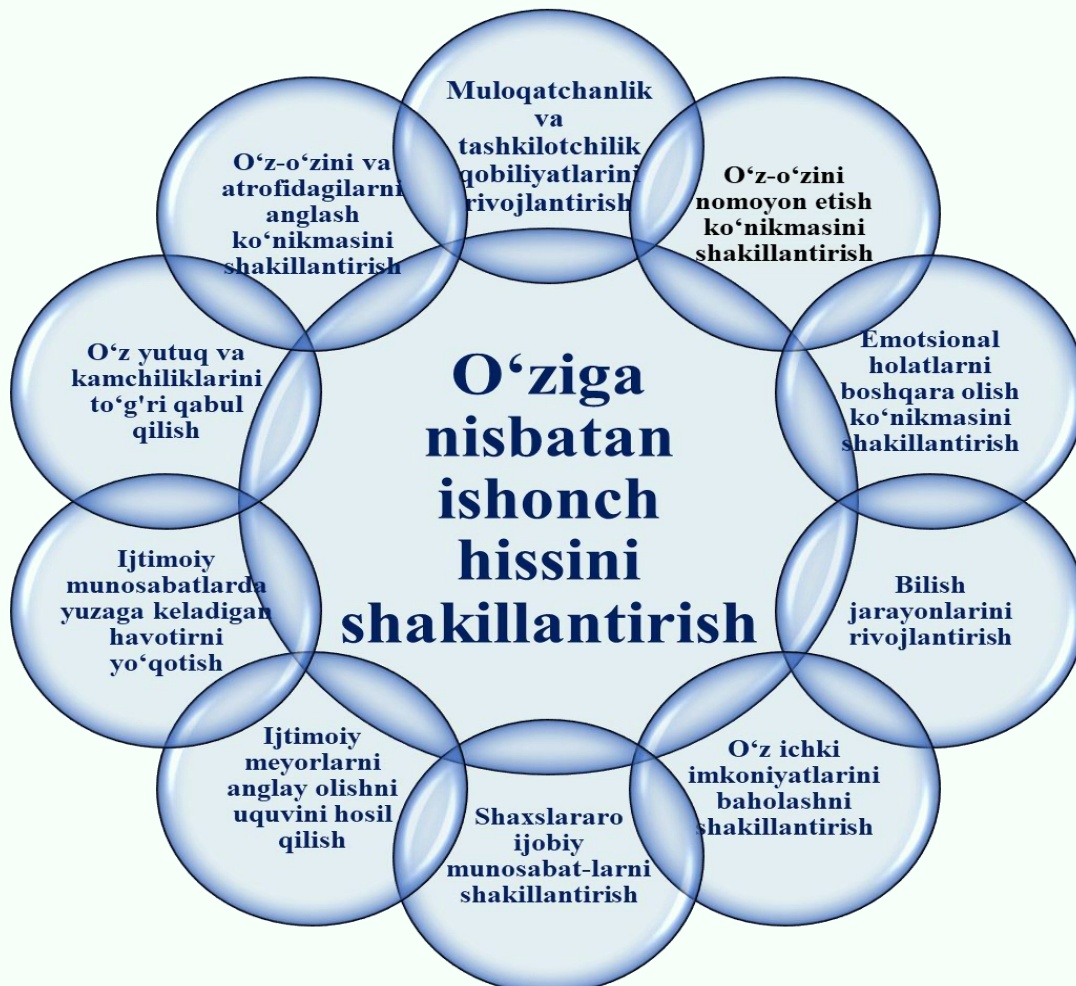 Muloqatchanlik
va
tashkilotchilik
qobiliyatlarini
rivojlantirish
O‘z-o‘zini
nomoyon etish
ko‘nikmasini
shakillantirish
Emotsional
holatlarni
boshqara olish
ko‘nikmasini
shakillantirish
Bilish
jarayonlarini
rivojlantirish
O‘z ichki
imkoniyatlarini
baholashni
shakillantirish
Shaxslararo
ijobiy
munosabat-larni
shakillantirish
Ijtimoiy
meyorlarni
anglay olishni
uquvini hosil
qilish
Ijtimoiy
munosabatlarda
yuzaga keladigan
havotirni
yo‘qotish
O‘z yutuq va
kamchiliklarini
to‘g'ri qabul
qilish
O‘z-o‘zini va
atrofidagilarni
anglash
ko‘nikmasini
shakillantirish
O‘ziga
nisbatan
ishonch
hissini
shakillantirish